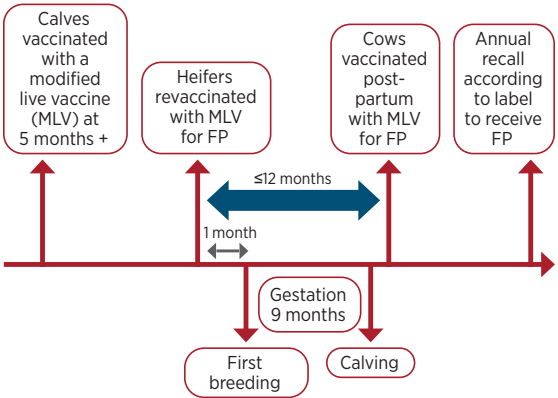 Calves
vaccinated
with a
modified
live vaccine
(MLV) at
5 months +
Heifers
revaccinated
with MLV
for FP
Cows
vaccinated
post-
partum
with MLV
for FP
Annual
recall
according
to label
to receive
FP
≤12 months
1 month
Gestation
9 months
First
breeding
Calving